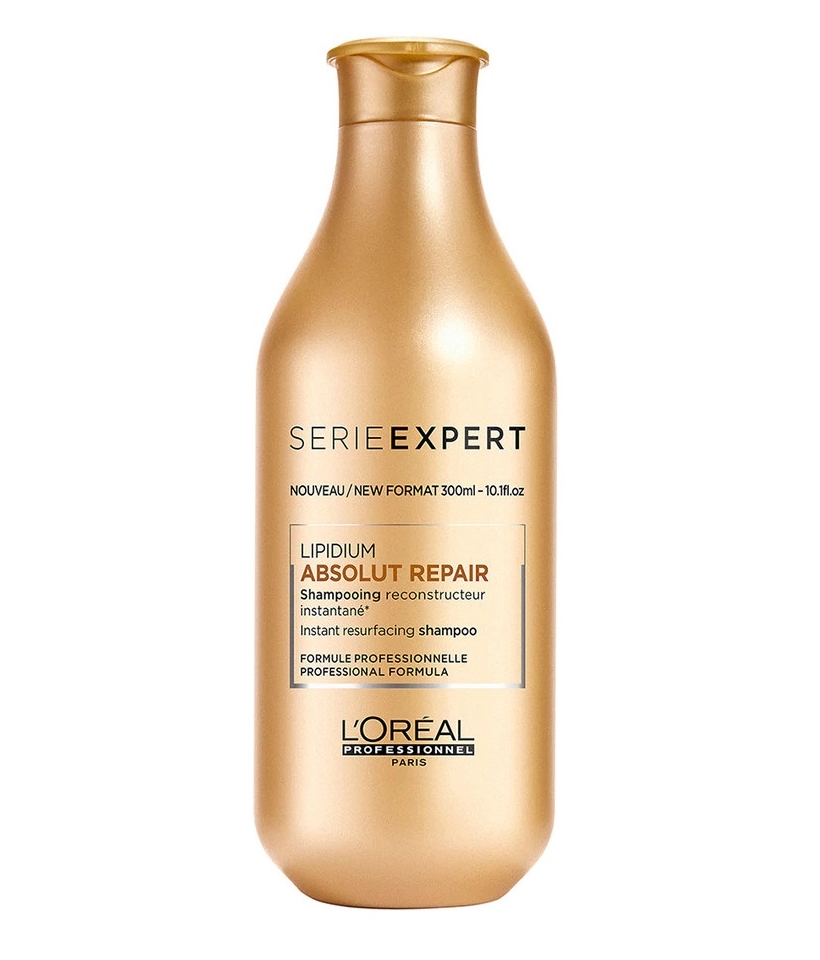 SERIEEXPERT
NOUVEAU / NEW FORMAT 300ml - 10.1fl.oz
LIPIDIUM
ABSOLUT REPAIR
Shampooing reconstructeur
instantané*
Instant resurfacing shampoo
FORMULE PROFESSIONNELLE
PROFESSIONAL FORMULA
L'ORÉAL
PROFESSIONNEL
PARIS